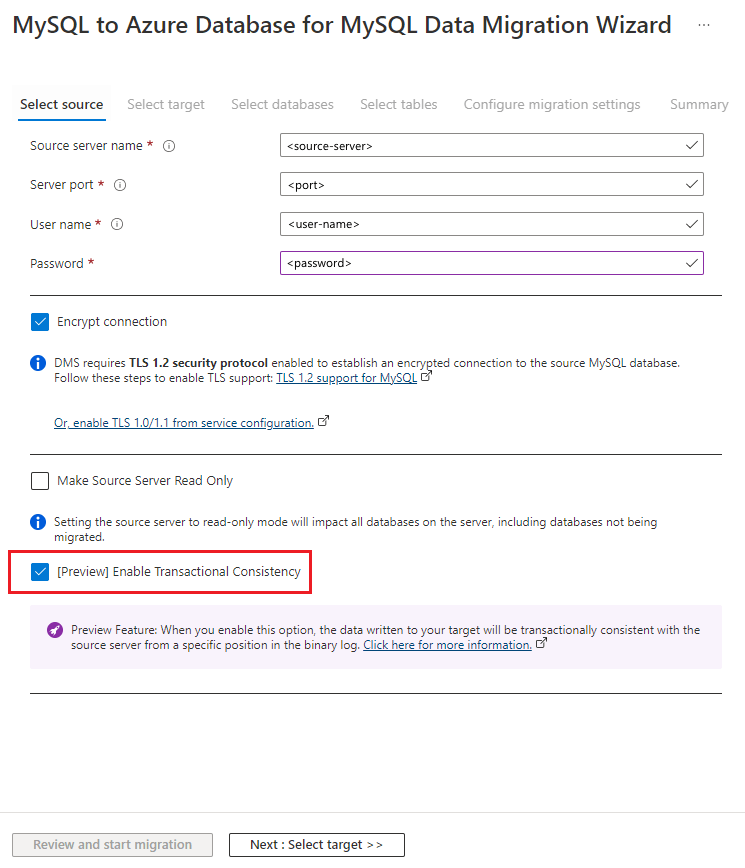 MySQL to Azure Database for MySQL Data Migration Wizard ...
Select source Select target Select databases Select tables Configure migration settings Summary
Source server name * <source-server>
Server port * <port>
User name * <user-name>
Password * <password>
Encrypt connection
DMS requires TLS 1.2 security protocol enabled to establish an encrypted connection to the source MySQL database.
Follow these steps to enable TLS support: TLS 1.2 support for MySQL
Or, enable TLS 1.0/1.1 from service configuration.
Make Source Server Read Only
Setting the source server to read-only mode will impact all databases on the server, including databases not being
migrated.
[Preview] Enable Transactional Consistency
Preview Feature: When you enable this option, the data written to your target will be transactionally consistent with the
source server from a specific position in the binary log. Click here for more information.
Review and start migration Next : Select target >>